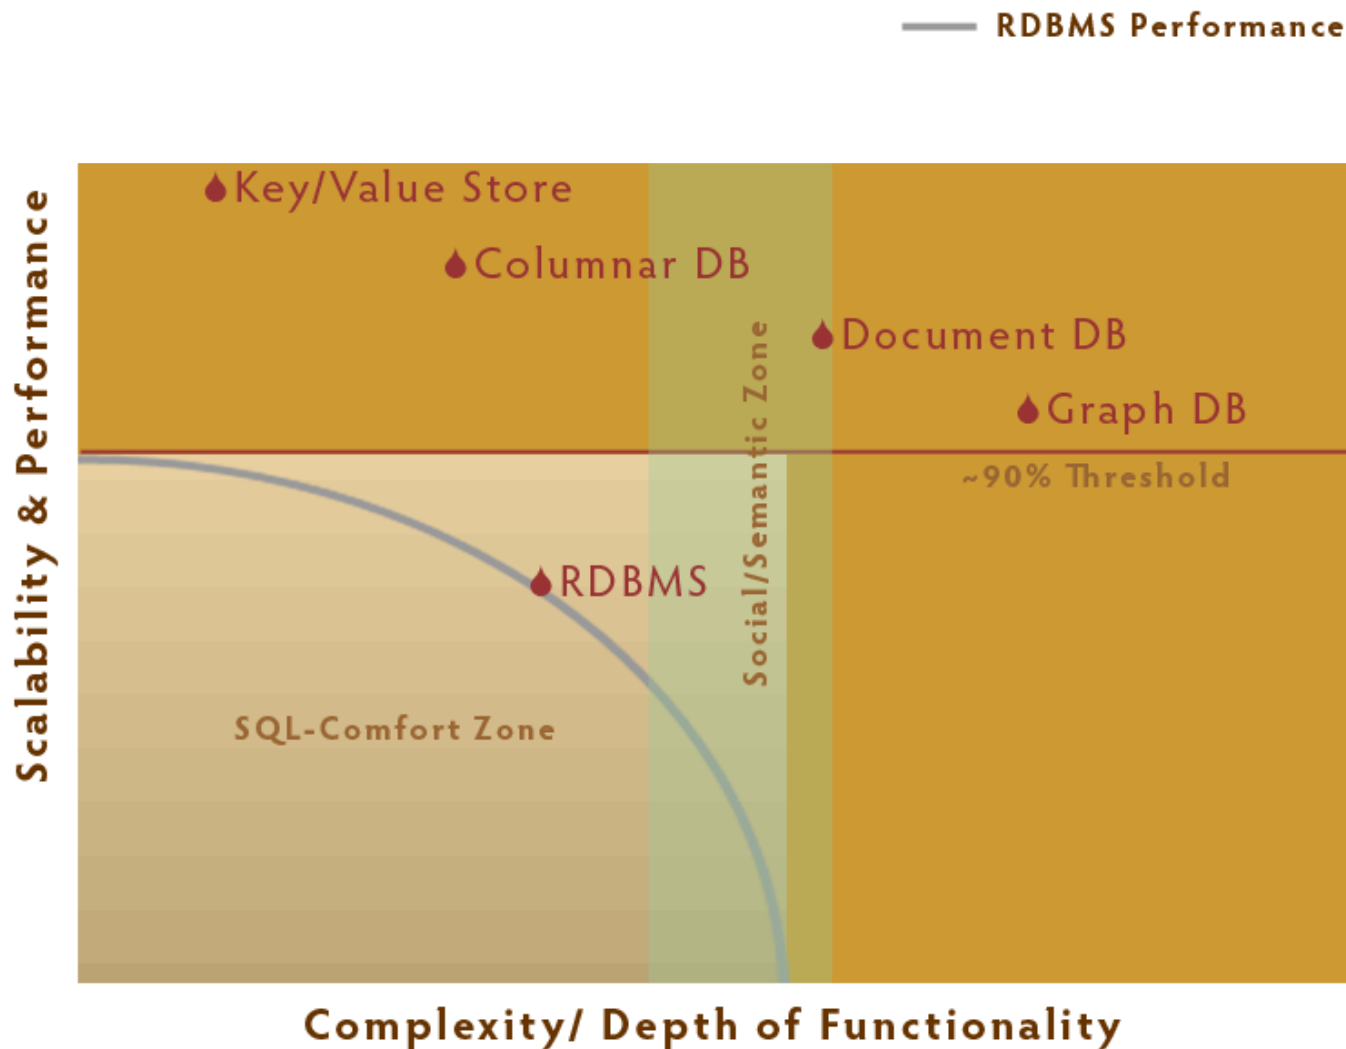 RDBMS Performance
Key/Value Store
Columnar DB
Document DB
Graph DB
~90% Threshold
RDBMS
Social/Semantic Zone
SQL-Comfort Zone
Scalability & Performance
Complexity/ Depth of Functionality